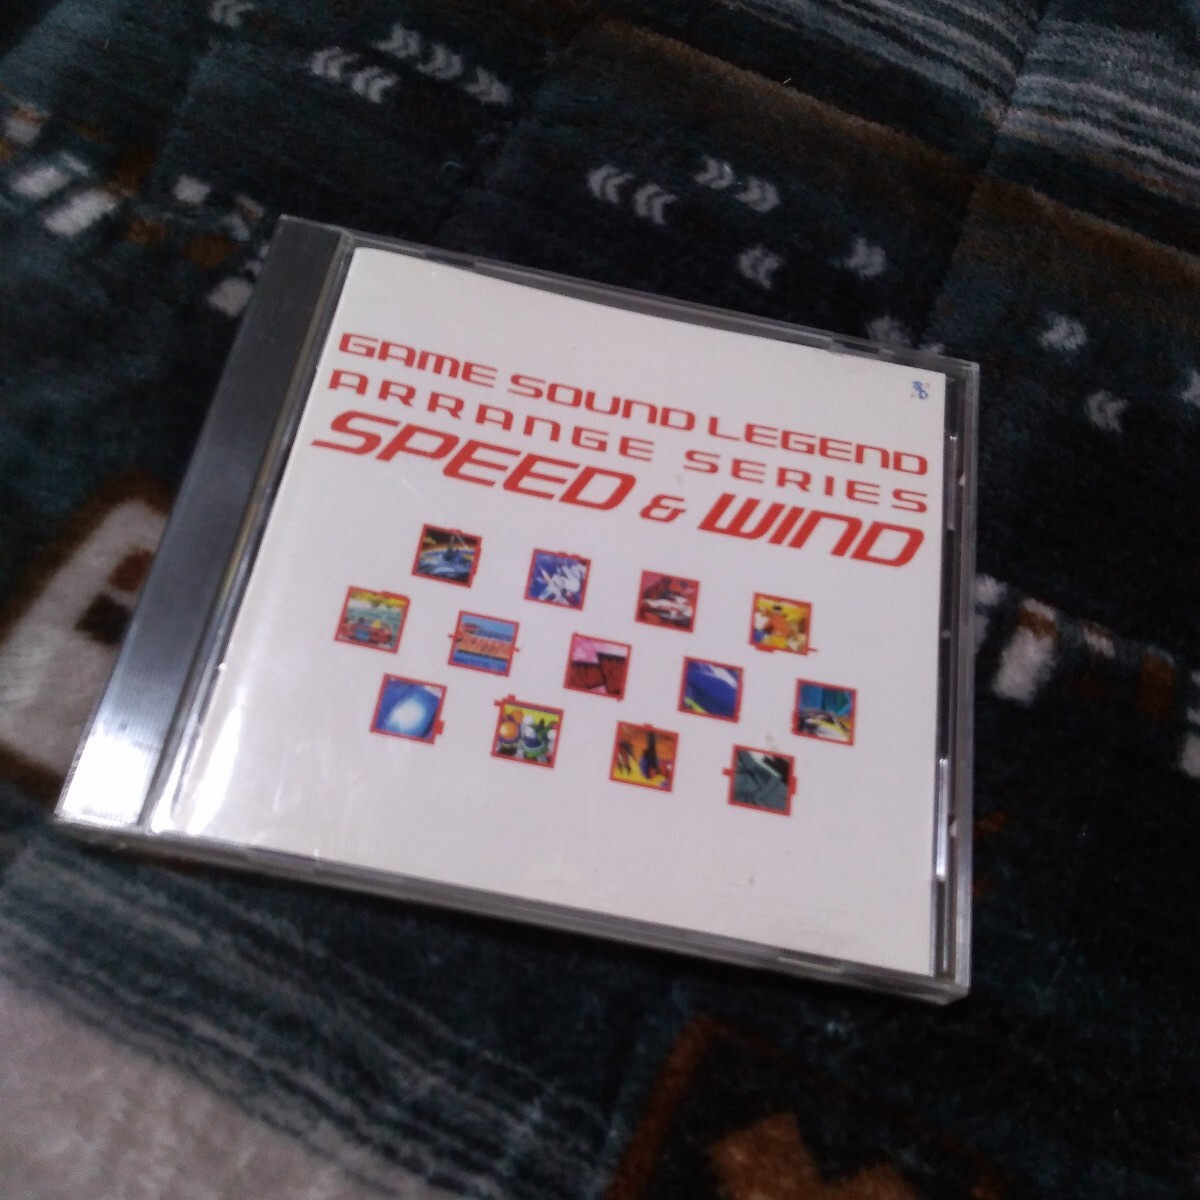 GAME SOUND LEGEND
ARRANGE SERIES
SPEED & WIND